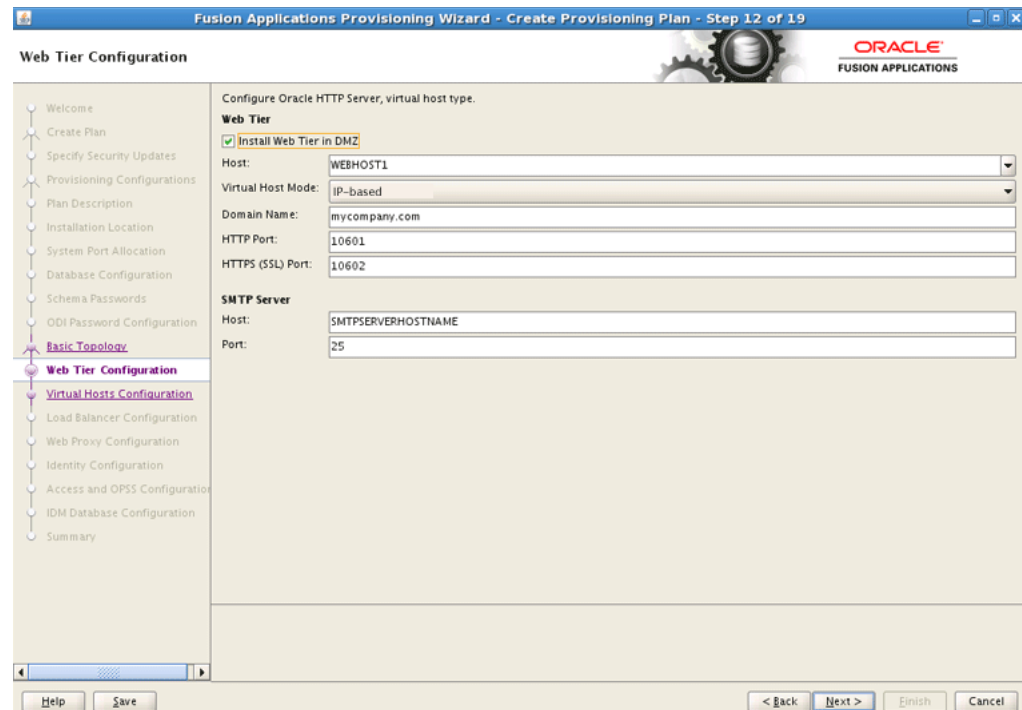 Fusion Applications Provisioning Wizard - Create Provisioning Plan - Step 12 of 19
Web Tier Configuration
ORACLE
FUSION APPLICATIONS
Welcome
Create Plan
Specify Security Updates
Provisioning Configurations
Plan Description
Installation Location
System Port Allocation
Database Configuration
Schema Passwords
ODI Password Configuration
Basic Topology
Web Tier Configuration
Virtual Hosts Configuration
Load Balancer Configuration
Web Proxy Configuration
Identity Configuration
Access and OPSS Configuration
IDM Database Configuration
Summary
Configure Oracle HTTP Server, virtual host type.
Web Tier
Install Web Tier in DMZ
Host: WEBHOST1
Virtual Host Mode: IP-based
Domain Name: mycompany.com
HTTP Port: 10601
HTTPS (SSL) Port: 10602
SMTP Server
Host: SMTPSERVERHOSTNAME
Port: 25
Help Save < Back Next > Finish Cancel